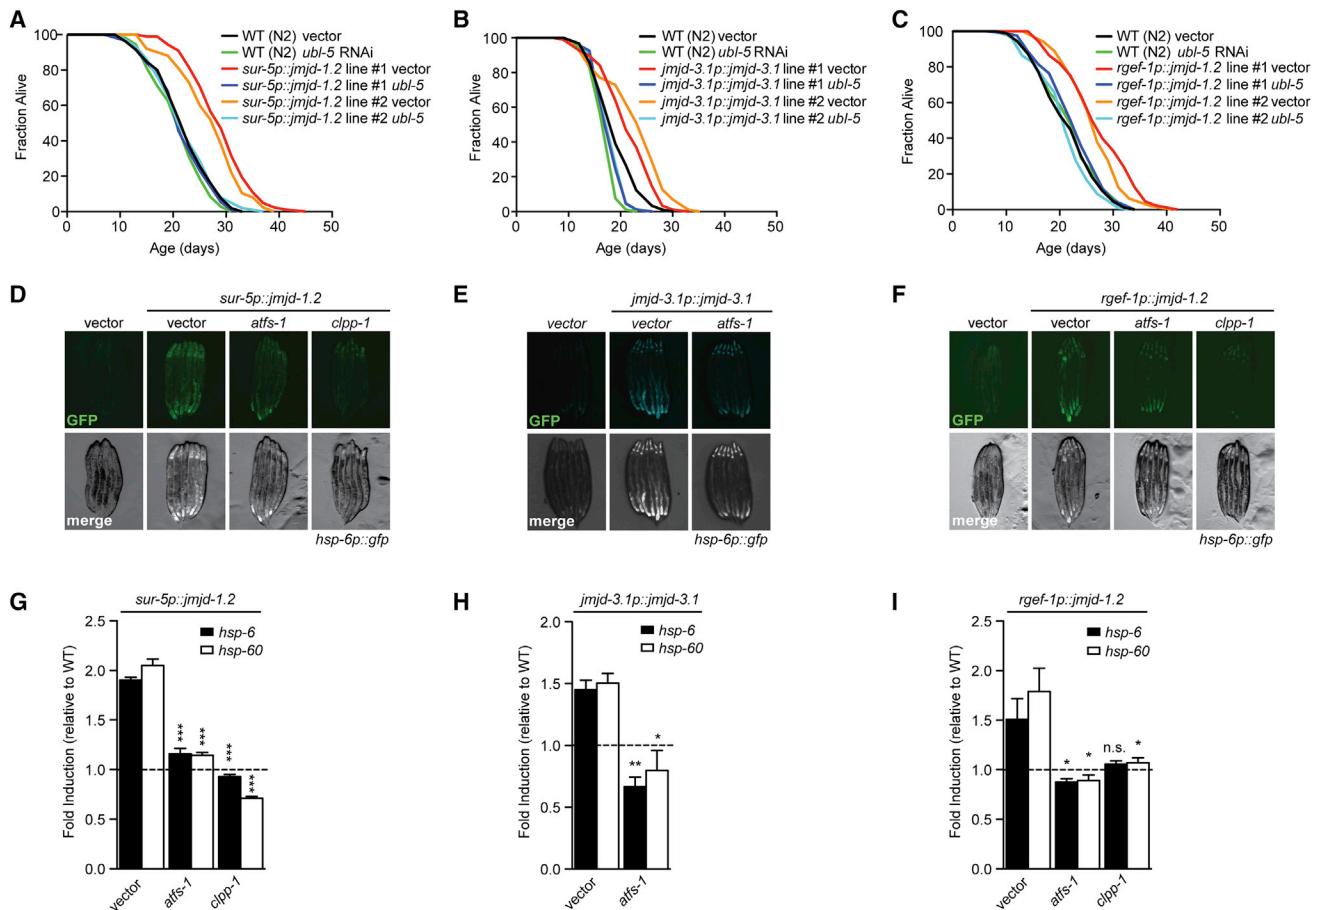 A
100
80
60
40
20
0
Fraction Alive
0 10 20 30 40 50
Age (days)
WT (N2) vector
WT (N2) ubl-5 RNAi
sur-5p::jmjd-1.2 line #1 vector
sur-5p::jmjd-1.2 line #1 ubl-5
sur-5p::jmjd-1.2 line #2 vector
sur-5p::jmjd-1.2 line #2 ubl-5
B
100
80
60
40
20
0
Fraction Alive
0 10 20 30 40 50
Age (days)
WT (N2) vector
WT (N2) ubl-5 RNAi
jmjd-3.1p::jmjd-3.1 line #1 vector
jmjd-3.1p::jmjd-3.1 line #1 ubl-5
jmjd-3.1p::jmjd-3.1 line #2 vector
jmjd-3.1p::jmjd-3.1 line #2 ubl-5
C
100
80
60
40
20
0
Fraction Alive
0 10 20 30 40 50
Age (days)
WT (N2) vector
WT (N2) ubl-5 RNAi
rgef-1p::jmjd-1.2 line #1 vector
rgef-1p::jmjd-1.2 line #1 ubl-5
rgef-1p::jmjd-1.2 line #2 vector
rgef-1p::jmjd-1.2 line #2 ubl-5
D
sur-5p::jmjd-1.2
vector vector atfs-1 clpp-1
GFP
merge
hsp-6p::gfp
E
jmjd-3.1p::jmjd-3.1
vector vector atfs-1
GFP
merge
hsp-6p::gfp
F
rgef-1p::jmjd-1.2
vector vector atfs-1 clpp-1
GFP
merge
hsp-6p::gfp
G
sur-5p::jmjd-1.2
2.5
2.0
1.5
1.0
0.5
0.0
Fold Induction (relative to WT)
hsp-6
hsp-60
*** *** *** ***
vector atfs-1 clpp-1
H
jmjd-3.1p::jmjd-3.1
2.0
1.5
1.0
0.5
0.0
Fold Induction (relative to WT)
hsp-6
hsp-60
** *
vector atfs-1
I
rgef-1p::jmjd-1.2
2.5
2.0
1.5
1.0
0.5
0.0
Fold Induction (relative to WT)
hsp-6
hsp-60
* * n.s. *
vector atfs-1 clpp-1